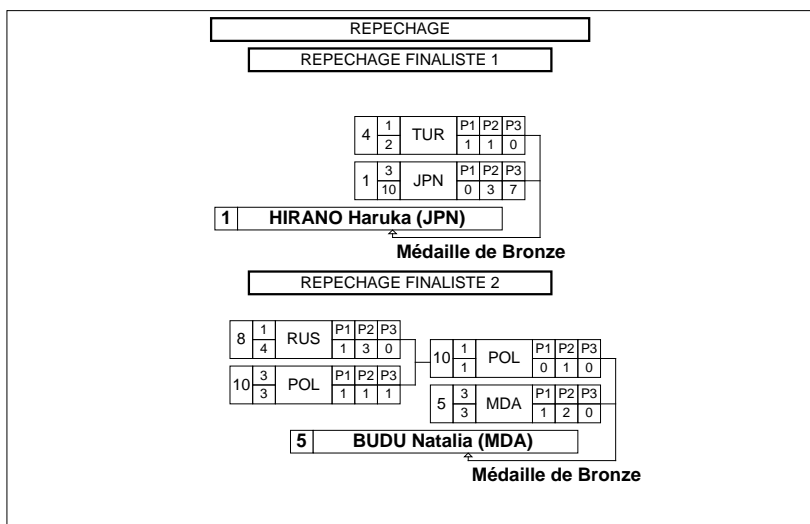 REPECHAGE
REPECHAGE FINALISTE 1
4 1 TUR P1 P2 P3
2 1 1 0
1 3 JPN P1 P2 P3
10 0 3 7
1 HIRANO Haruka (JPN)
Médaille de Bronze
REPECHAGE FINALISTE 2
8 1 RUS P1 P2 P3
4 1 3 0
10 1 POL P1 P2 P3
1 0 1 0
10 3 POL P1 P2 P3
3 1 1 1
5 3 MDA P1 P2 P3
3 1 2 0
5 BUDU Natalia (MDA)
Médaille de Bronze